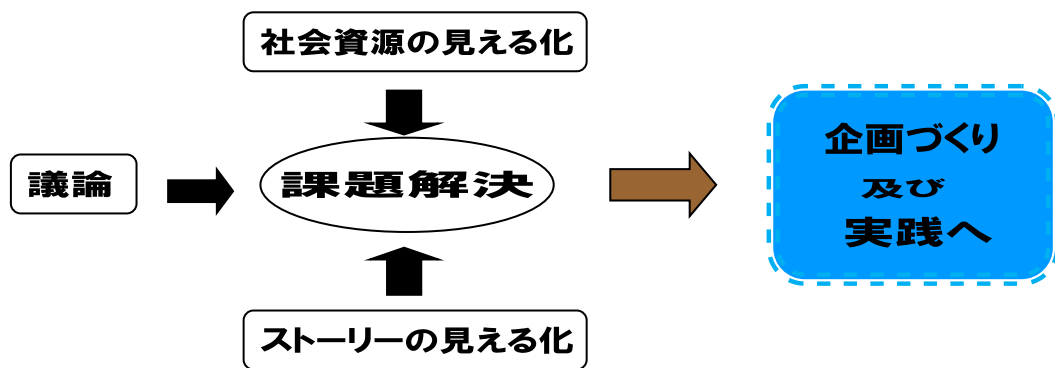 社会資源の見える化
議論
課題解決
ストーリーの見える化
企画づくり
及び
実践へ